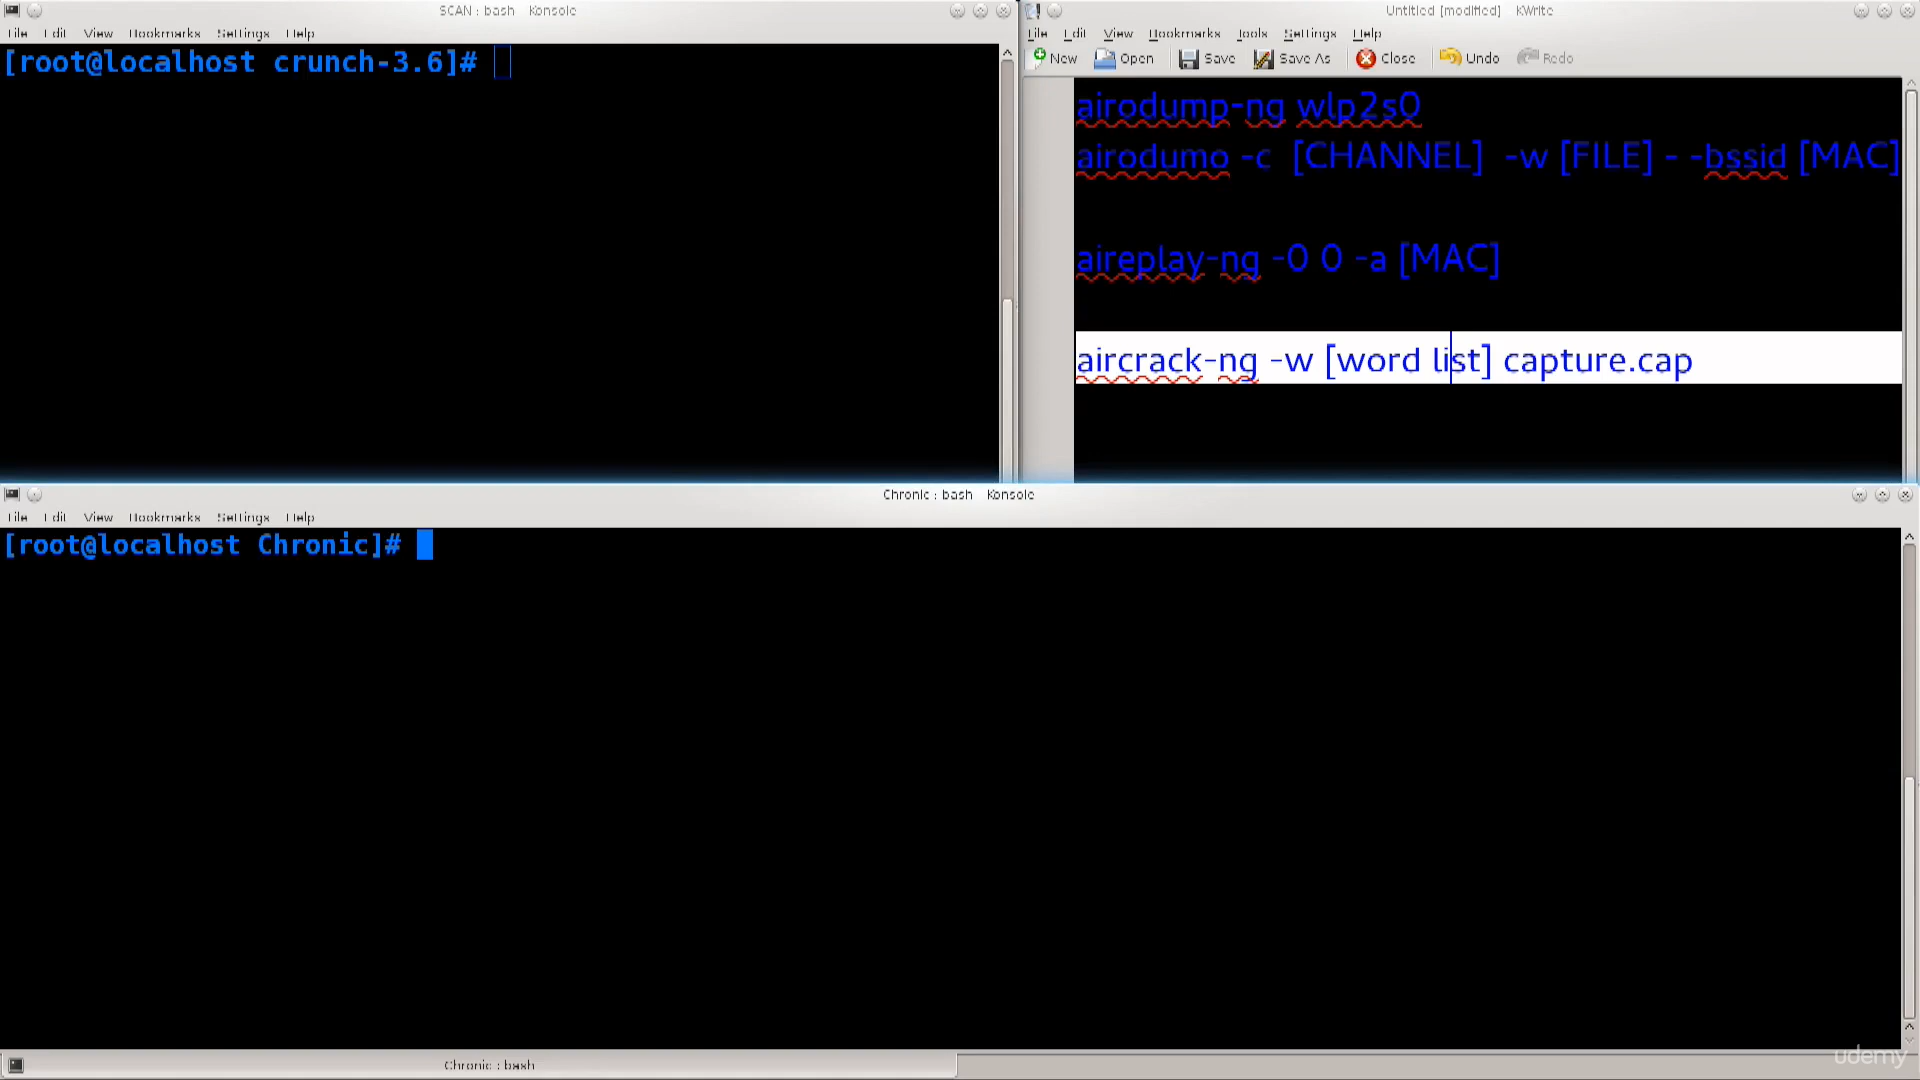 SCAN : bash Konsole
File Edit View Bookmarks Settings Help
[root@localhost crunch-3.6]#
Untitled [modified] KWrite
File Edit View Bookmarks Tools Settings Help
New Open Save Save As Close Undo Redo
airodump-ng wlp2s0
airodumo -c [CHANNEL] -w [FILE] - -bssid [MAC]
aireplay-ng -0 0 -a [MAC]
aircrack-ng -w [word list] capture.cap
Chronic : bash Konsole
File Edit View Bookmarks Settings Help
[root@localhost Chronic]#
Chronic : bash
udemy